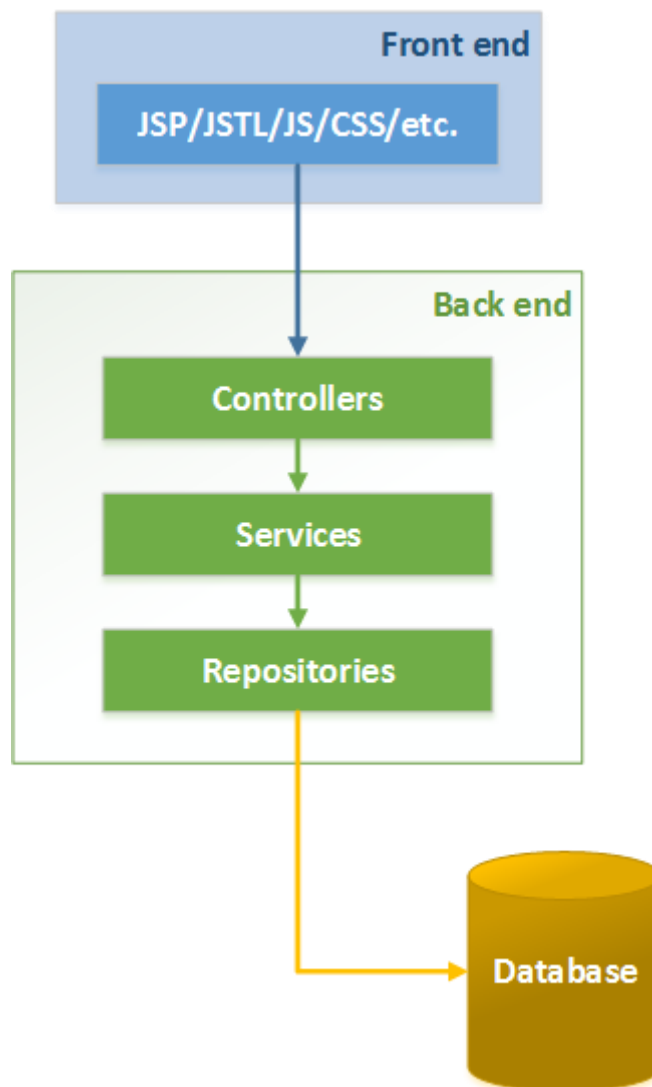 Front end
JSP/JSTL/JS/CSS/etc.
Back end
Controllers
Services
Repositories
Database